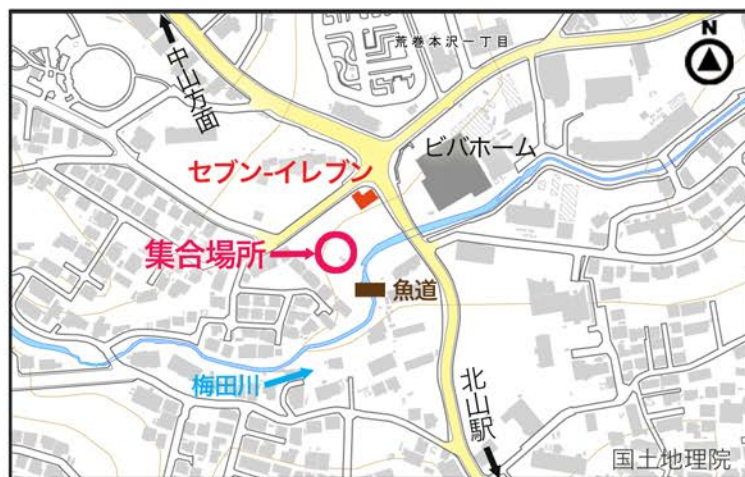 荒巻本沢一丁目
N
中山方面
ビバホーム
セブン-イレブン
集合場所
魚道
梅田川
北山駅
国土地理院